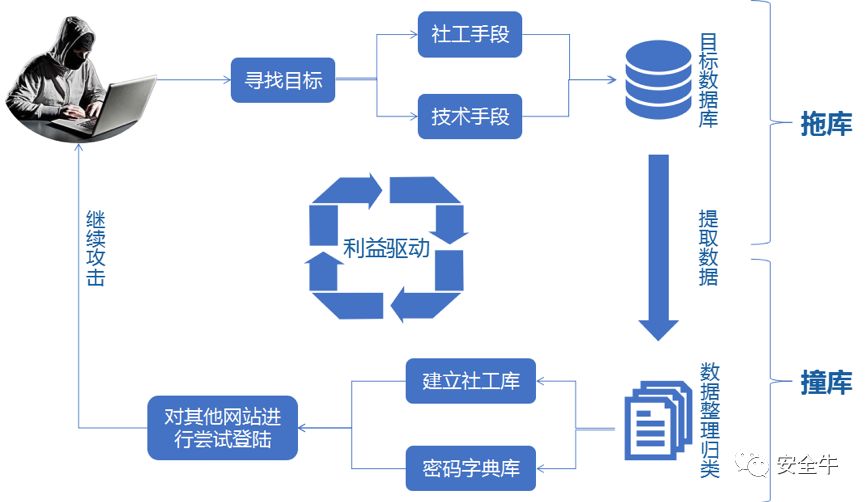 寻找目标
社工手段
技术手段
目标数据库
拖库
提取数据
继续攻击
利益驱动
数据整理归类
撞库
建立社工库
密码字典库
对其他网站进
行尝试登陆
安全牛